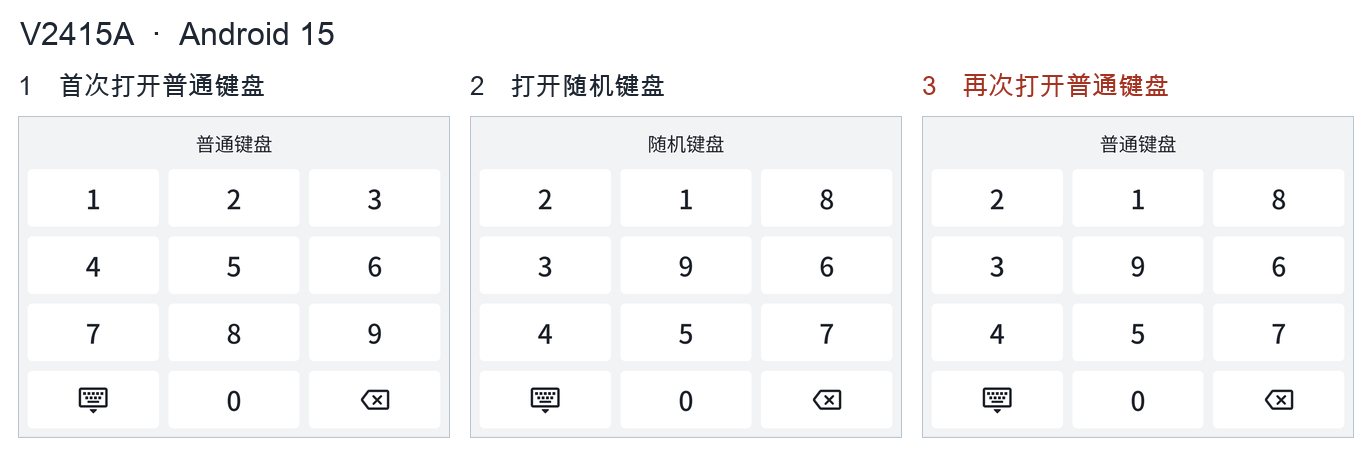 V2415A · Android 15
1 首次打开普通键盘
普通键盘
1 2 3
4 5 6
7 8 9
0
2 打开随机键盘
随机键盘
2 1 8
3 9 6
4 5 7
0
3 再次打开普通键盘
普通键盘
2 1 8
3 9 6
4 5 7
0